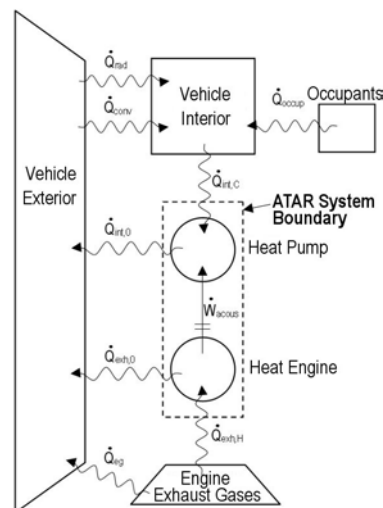 Q̇rad
Q̇conv
Vehicle
Interior
Q̇occup
Occupants
Vehicle
Exterior
Q̇int,C
ATAR System
Boundary
Q̇int,0
Heat Pump
Ẇacous
Q̇exh,0
Heat Engine
Q̇exh,H
Q̇eg
Engine
Exhaust Gases